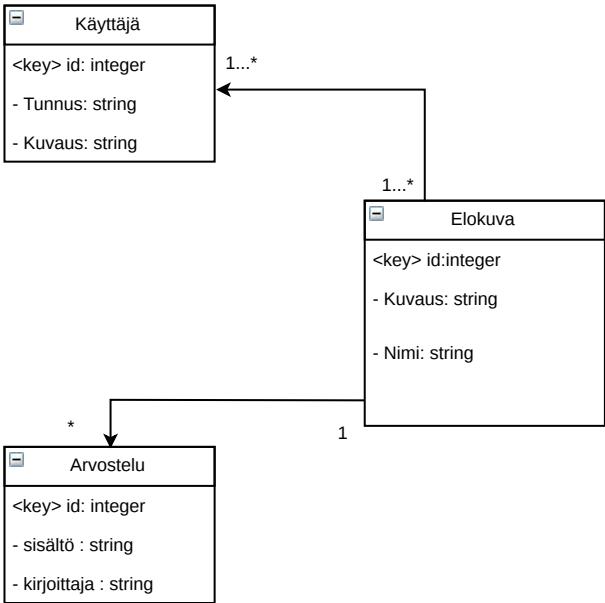 Käyttäjä
<key> id: integer
- Tunnus: string
- Kuvaus: string
1...*
1...*
Elokuva
<key> id:integer
- Kuvaus: string
- Nimi: string
*
1
Arvostelu
<key> id: integer
- sisältö : string
- kirjoittaja : string